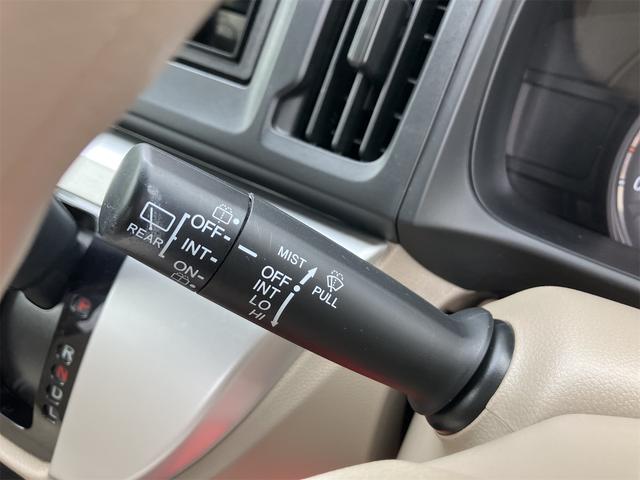 REAR
OFF
INT
ON
MIST
OFF
INT
LO
HI
PULL
P
R
N
D